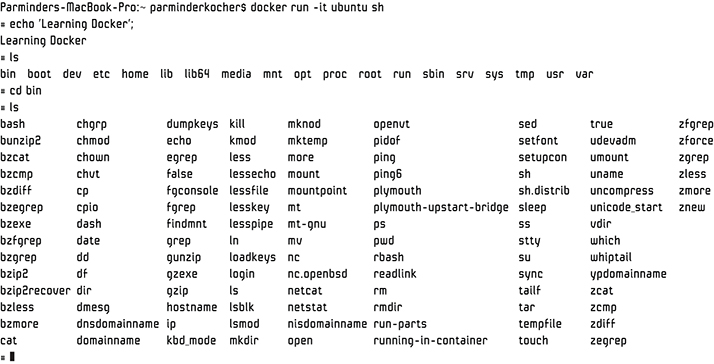 Parminders-MacBook-Pro:~ parminderkocher$ docker run -it ubuntu sh
# echo 'Learning Docker';
Learning Docker
# ls
bin boot dev etc home lib lib64 media mnt opt proc root run sbin srv sys tmp usr var
# cd bin
# ls
bash chgrp dumpkeys kill mknod openvt sed true zfgrep
bunzip2 chmod echo kmod mktemp pidof setfont udevadm zforce
bzcat chown egrep less more ping setupcon umount zgrep
bzcmp chvt false lessecho mount ping6 sh uname zless
bzdiff cp fgconsole lessfile mountpoint plymouth sh.distrib uncompress zmore
bzegrep cpio fgrep lesskey mt plymouth-upstart-bridge sleep unicode_start znew
bzexe dash findmnt lesspipe mt-gnu ps ss vdir
bzfgrep date grep ln mv pwd stty which
bzgrep dd gunzip loadkeys nc rbash su whiptail
bzip2 df gzexe login nc.openbsd readlink sync ypdomainname
bzip2recover dir gzip ls netcat rm tailf zcat
bzless dmesg hostname lsblk netstat rmdir tar zcmp
bzmore dnsdomainname ip lsmod nisdomainname run-parts tempfile zdiff
cat domainname kbd_mode mkdir open running-in-container touch zegrep
#